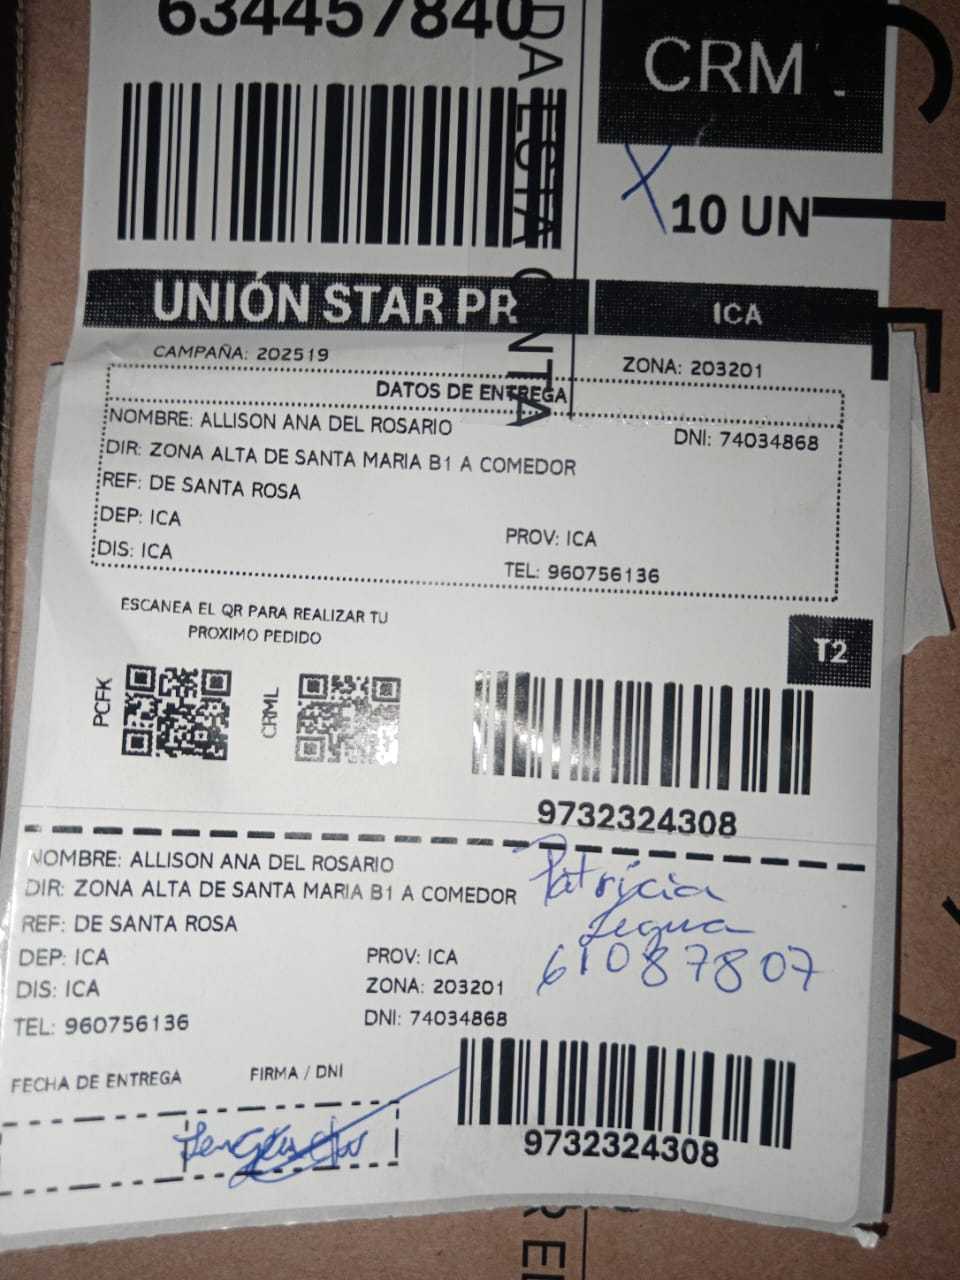 634457840
CRM
10 UN
UNIÓN STAR PR
ICA
CAMPAÑA: 202519
ZONA: 203201
DATOS DE ENTREGA
NOMBRE: ALLISON ANA DEL ROSARIO
DNI: 74034868
DIR: ZONA ALTA DE SANTA MARIA B1 A COMEDOR
REF: DE SANTA ROSA
DEP: ICA
PROV: ICA
DIS: ICA
TEL: 960756136
ESCANEA EL QR PARA REALIZAR TU
PROXIMO PEDIDO
T2
PCFK
CRML
9732324308
NOMBRE: ALLISON ANA DEL ROSARIO
DIR: ZONA ALTA DE SANTA MARIA B1 A COMEDOR
REF: DE SANTA ROSA
DEP: ICA
PROV: ICA
DIS: ICA
ZONA: 203201
TEL: 960756136
DNI: 74034868
Patricia
61087807
FECHA DE ENTREGA
FIRMA / DNI
9732324308
DA ESTA CINTA